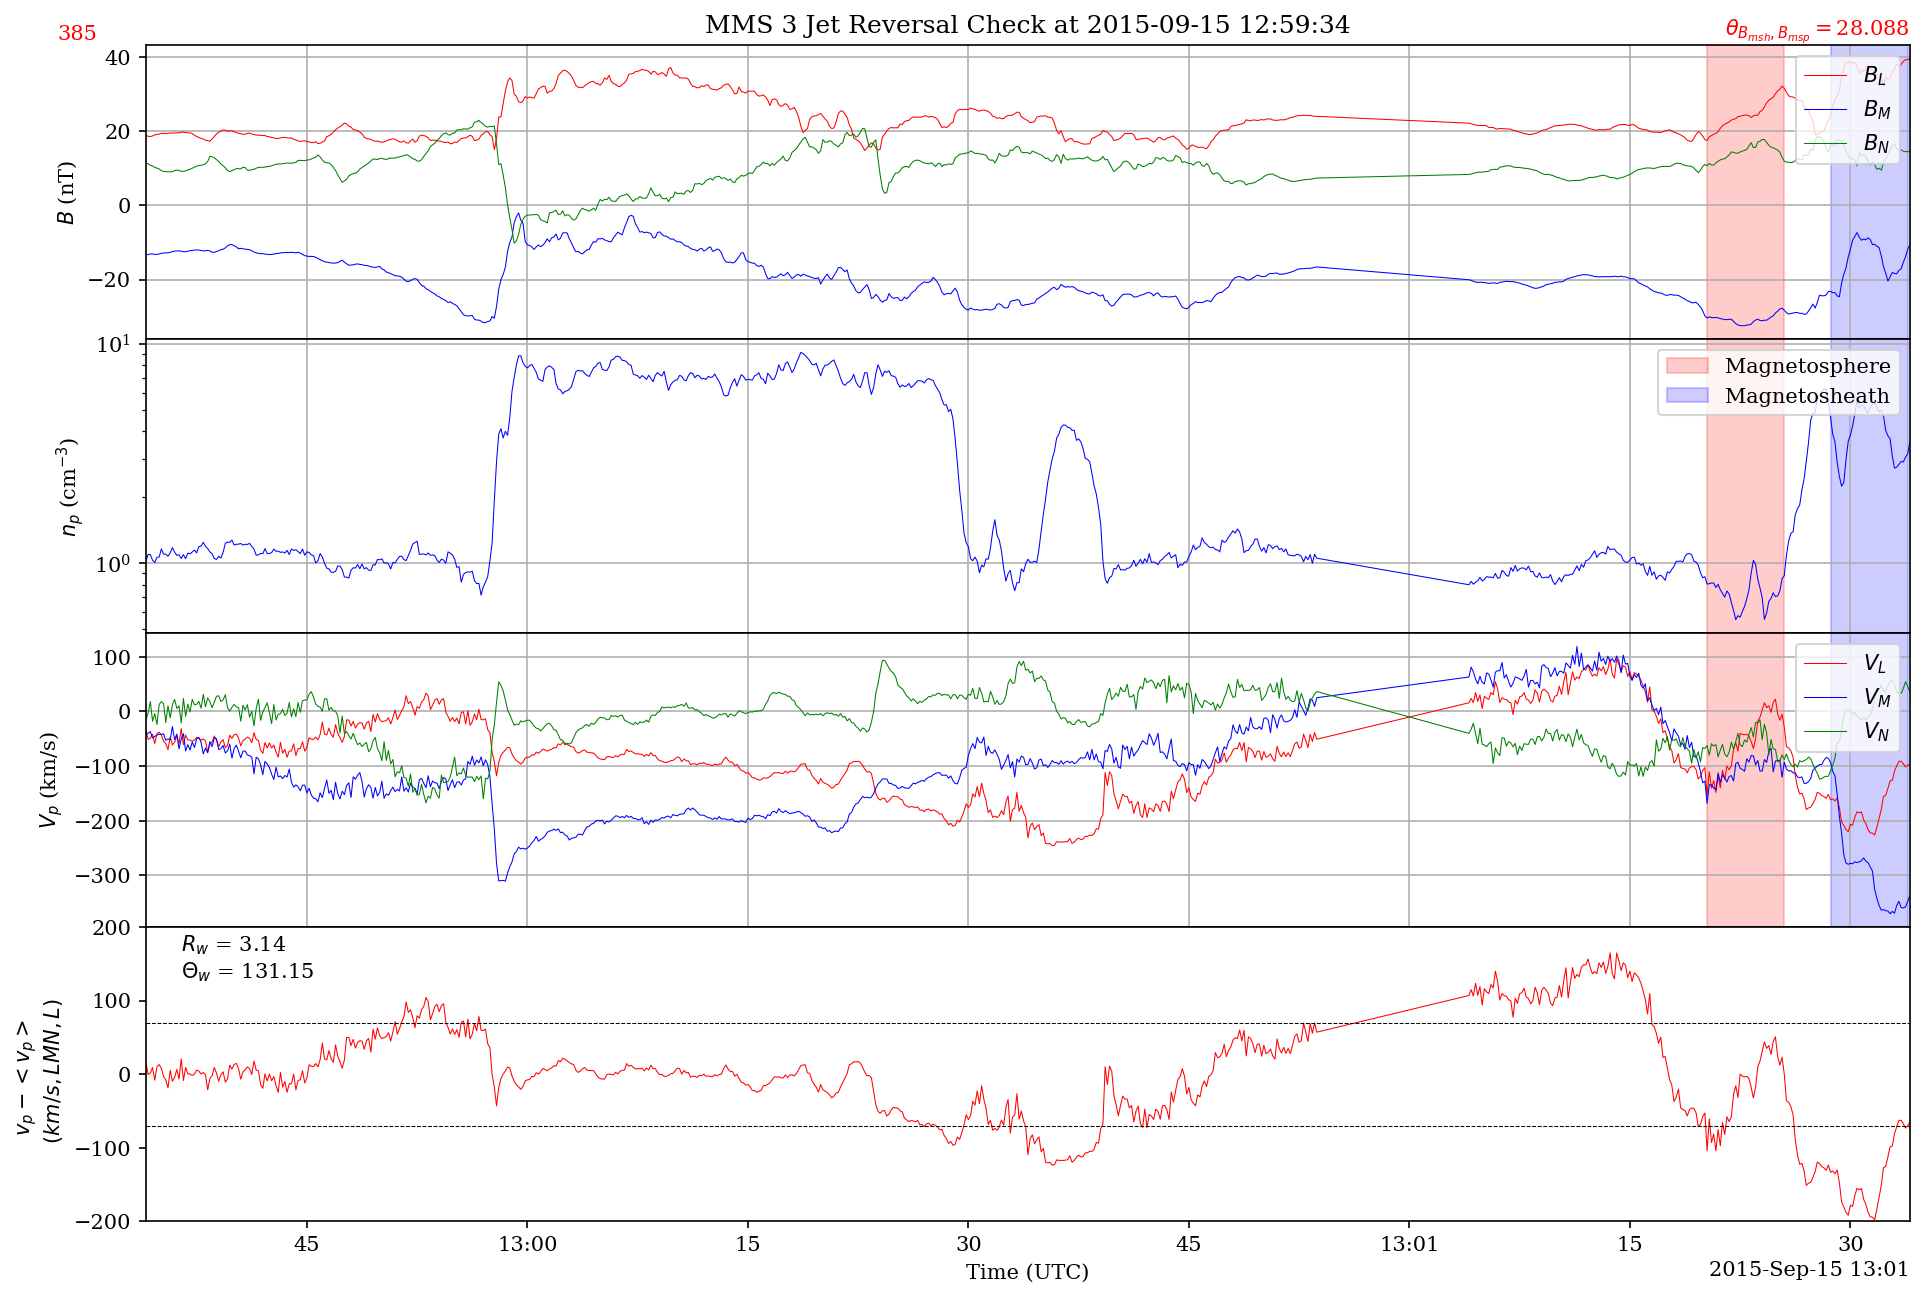 385
MMS 3 Jet Reversal Check at 2015-09-15 12:59:34
θ_{B_{msh}, B_{msp}} = 28.088
40
20
0
−20
B (nT)
B_L
B_M
B_N
10^1
10^0
n_p (cm^{−3})
Magnetosphere
Magnetosheath
100
0
−100
−200
−300
V_p (km/s)
V_L
V_M
V_N
200
100
0
−100
−200
v_p − < v_p >
(km/s, LMN, L)
R_w = 3.14
Θ_w = 131.15
45
13:00
15
30
45
13:01
15
30
Time (UTC)
2015-Sep-15 13:01